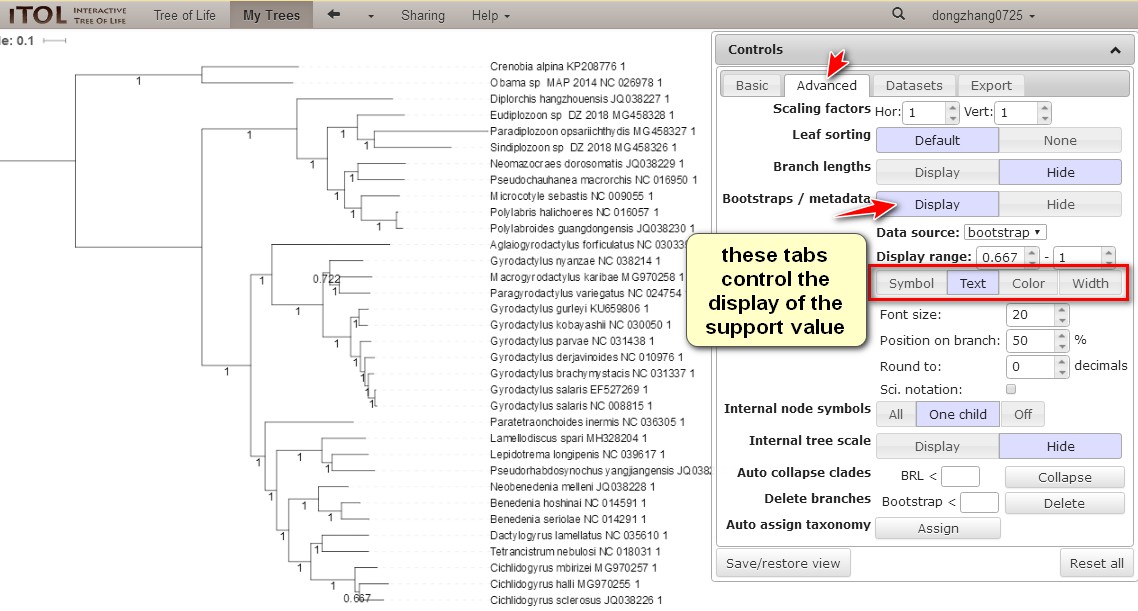 iTOL INTERACTIVE TREE OF LIFE
Tree of Life
My Trees
Sharing
Help
dongzhang0725
le: 0.1
Crenobia alpina KP208776 1
1
Obama sp MAP 2014 NC 026978 1
Diplorchis hangzhouensis JQ038227 1
Eudiplozoon sp DZ 2018 MG458328 1
1
1
Paradiplozoon opsariichthydis MG458327 1
1
Sindiplozoon sp DZ 2018 MG458326 1
1
Neomazocraes dorosomatis JQ038229 1
1
Pseudochauhanea macrorchis NC 016950 1
1
Microcotyle sebastis NC 009055 1
1
Polylabris halichoeres NC 016057 1
1
Polylabroides guangdongensis JQ038230 1
Aglaiogyrodactylus forficulatus NC 03033
Gyrodactylus nyanzae NC 038214 1
0.722
Macrogyrodactylus karibae MG970258 1
1
1
Paragyrodactylus variegatus NC 024754
Gyrodactylus gurleyi KU659806 1
1
1
Gyrodactylus kobayashii NC 030050 1
1
Gyrodactylus parvae NC 031438 1
1
Gyrodactylus derjavinoides NC 010976 1
1
1
Gyrodactylus brachymystacis NC 031337 1
1
Gyrodactylus salaris EF527269 1
1
Gyrodactylus salaris NC 008815 1
Paratetraonchoides inermis NC 036305 1
Lamellodiscus spari MH328204 1
1
1
Lepidotrema longipenis NC 039617 1
1
Pseudorhabdosynochus yangjiangensis JQ038
Neobenedenia melleni JQ038228 1
1
Benedenia hoshinai NC 014591 1
1
1
Benedenia seriolae NC 014291 1
1
Dactylogyrus lamellatus NC 035610 1
1
Tetrancistrum nebulosi NC 018031 1
1
Cichlidogyrus mbirizei MG970257 1
1
Cichlidogyrus halli MG970255 1
0.667
Cichlidogyrus sclerosus JQ038226 1
Controls
Basic
Advanced
Datasets
Export
Scaling factors Hor: 1 Vert: 1
Leaf sorting Default None
Branch lengths Display Hide
Bootstraps / metadata Display Hide
Data source: bootstrap
Display range: 0.667 - 1
Symbol Text Color Width
these tabs
control the
display of the
support value
Font size: 20
Position on branch: 50 %
Round to: 0 decimals
Sci. notation:
Internal node symbols All One child Off
Internal tree scale Display Hide
Auto collapse clades BRL < Collapse
Delete branches Bootstrap < Delete
Auto assign taxonomy Assign
Save/restore view
Reset all